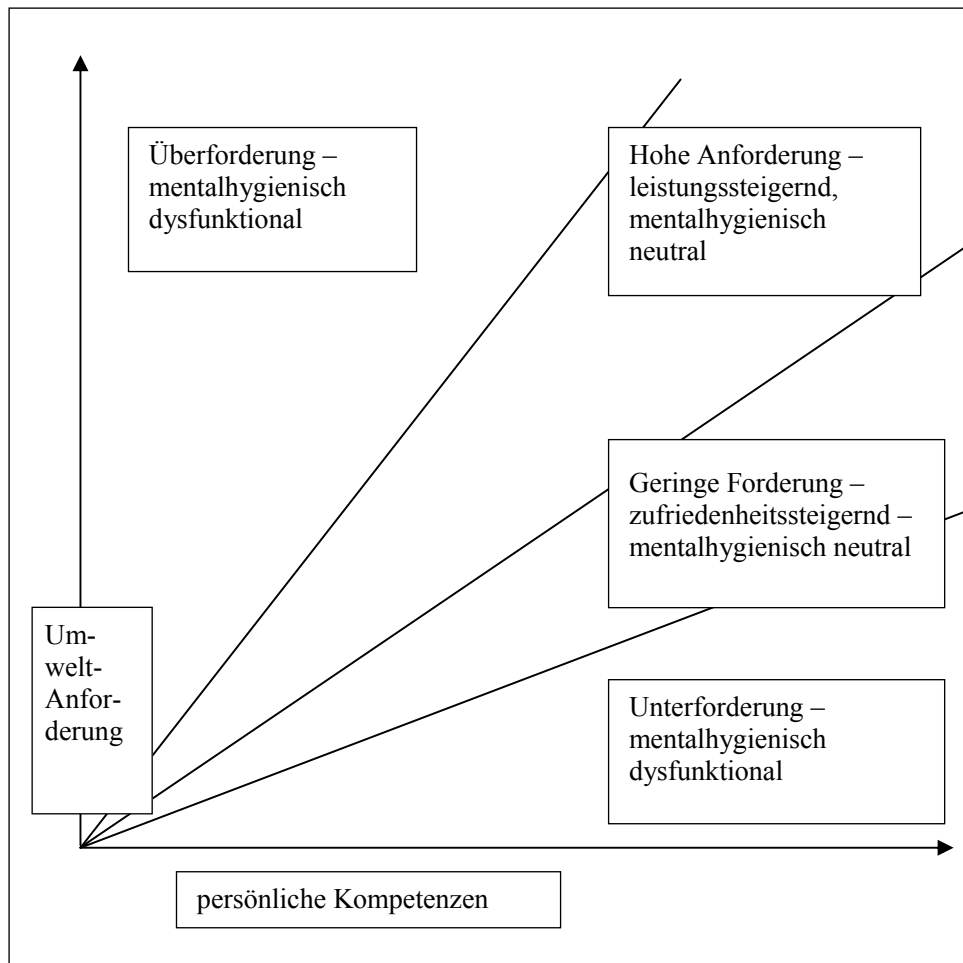 Überforderung –
mentalhygienisch
dysfunktional
Hohe Anforderung –
leistungssteigernd,
mentalhygienisch
neutral
Geringe Forderung –
zufriedenheitssteigernd –
mentalhygienisch neutral
Um-
welt-
Anfor-
derung
Unterforderung –
mentalhygienisch
dysfunktional
persönliche Kompetenzen